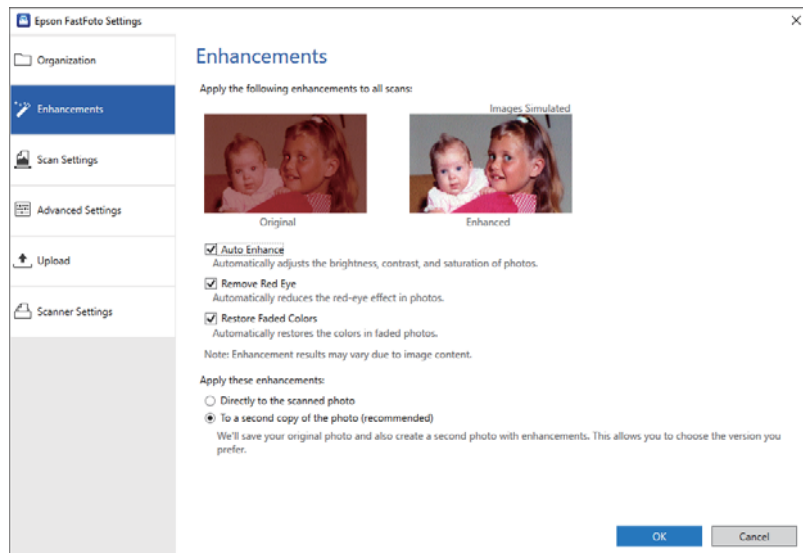 Epson FastFoto Settings
Organization
Enhancements
Scan Settings
Advanced Settings
Upload
Scanner Settings
Enhancements
Apply the following enhancements to all scans:
Images Simulated
Original
Enhanced
Auto Enhance
Automatically adjusts the brightness, contrast, and saturation of photos.
Remove Red Eye
Automatically reduces the red-eye effect in photos.
Restore Faded Colors
Automatically restores the colors in faded photos.
Note: Enhancement results may vary due to image content.
Apply these enhancements:
Directly to the scanned photo
To a second copy of the photo (recommended)
We'll save your original photo and also create a second photo with enhancements. This allows you to choose the version you
prefer.
OK
Cancel